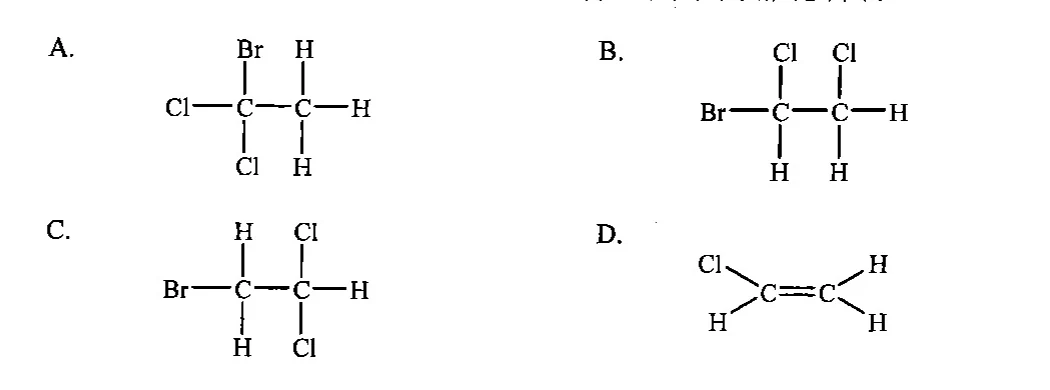 A.
Br H
Cl—C—C—H
Cl H
B.
Cl Cl
Br—C—C—H
H H
C.
H Cl
Br—C—C—H
H Cl
D.
Cl H
C=C
H H